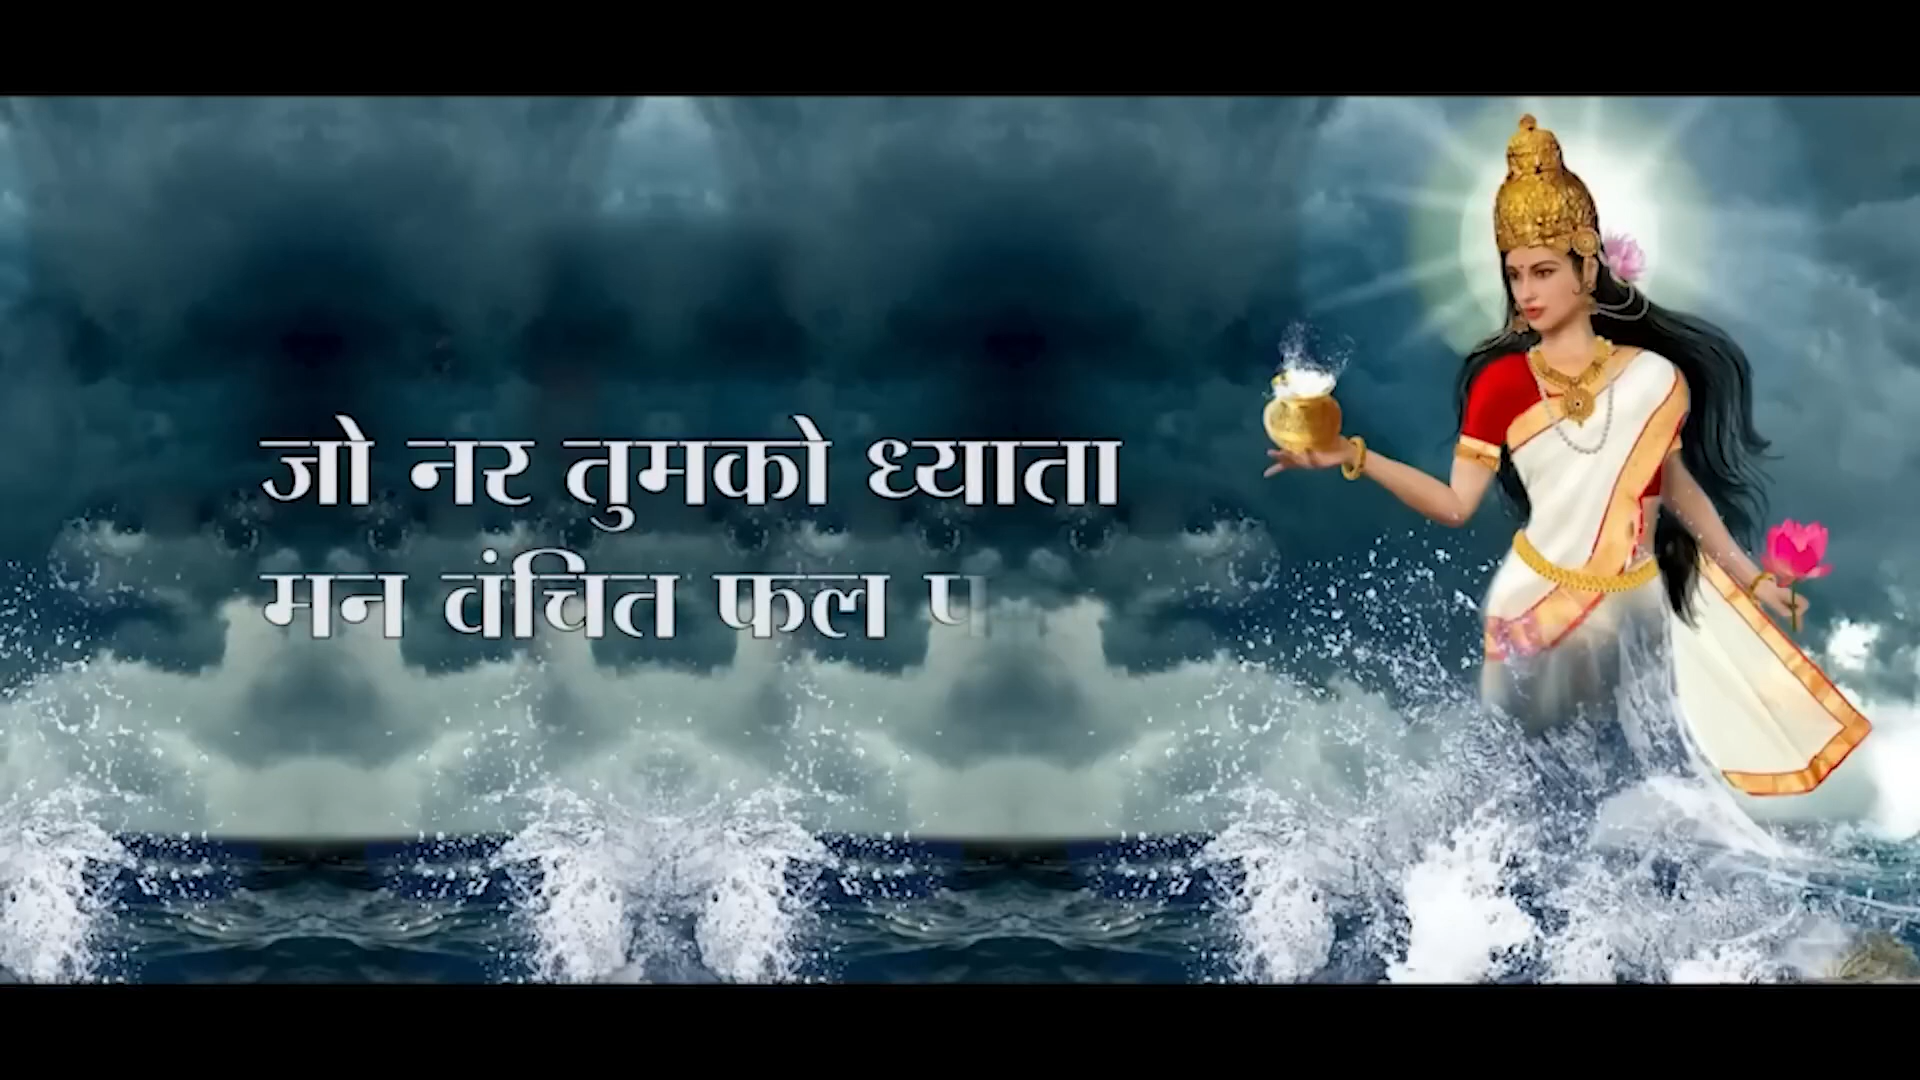 जो नर तुमको ध्याता
मन वंचित फल